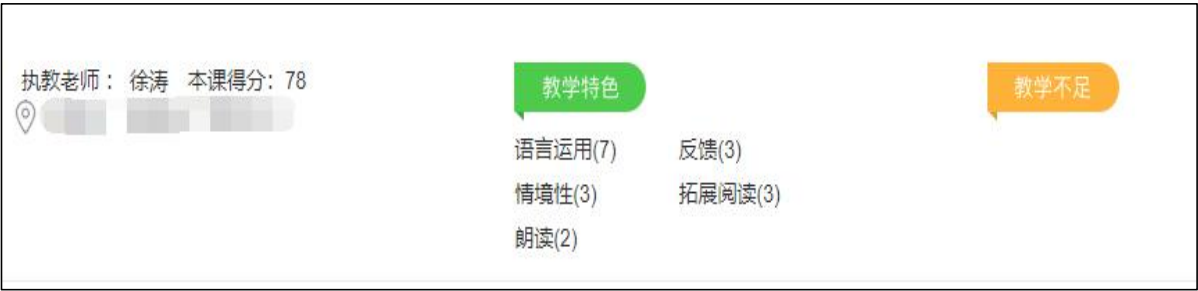 执教老师： 徐涛 本课得分：78
教学特色
语言运用(7) 反馈(3)
情境性(3) 拓展阅读(3)
朗读(2)
教学不足